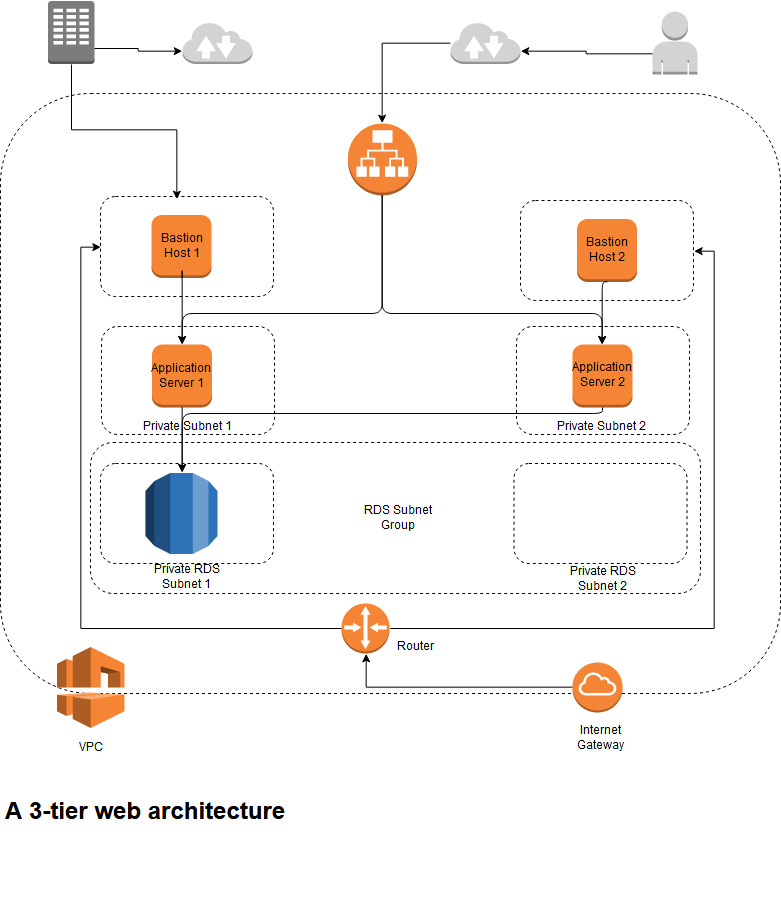 Bastion
Host 1
Bastion
Host 2
Application
Server 1
Application
Server 2
Private Subnet 1
Private Subnet 2
RDS Subnet
Group
Private RDS
Subnet 1
Private RDS
Subnet 2
Router
Internet
Gateway
VPC
A 3-tier web architecture